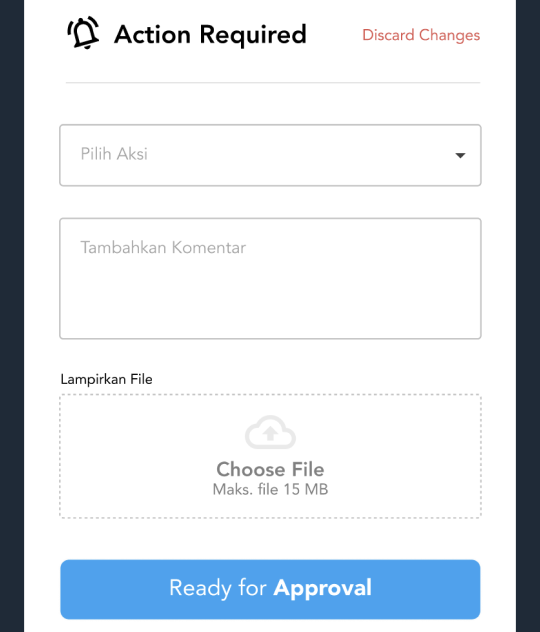 Action Required
Discard Changes
Pilih Aksi
Tambahkan Komentar
Lampirkan File
Choose File
Maks. file 15 MB
Ready for Approval